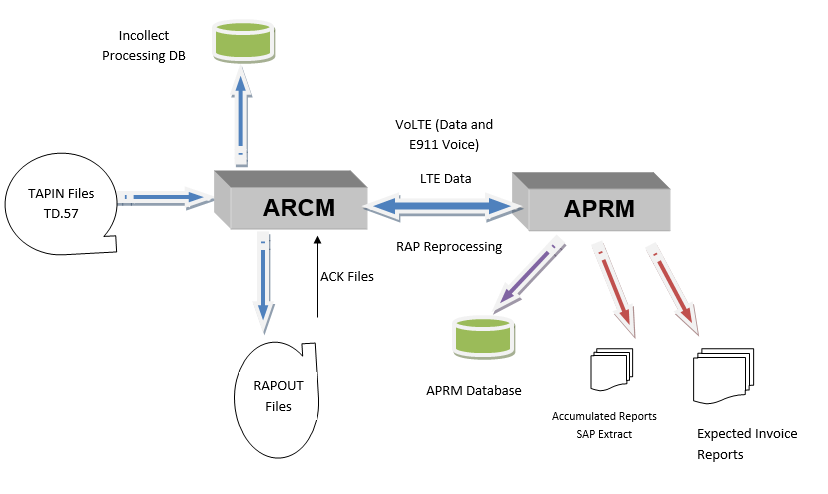 Incollect
Processing DB
VoLTE (Data and
E911 Voice)
LTE Data
TAPIN Files
TD.57
ARCM
APRM
RAP Reprocessing
ACK Files
RAPOUT
Files
APRM Database
Accumulated Reports
SAP Extract
Expected Invoice
Reports